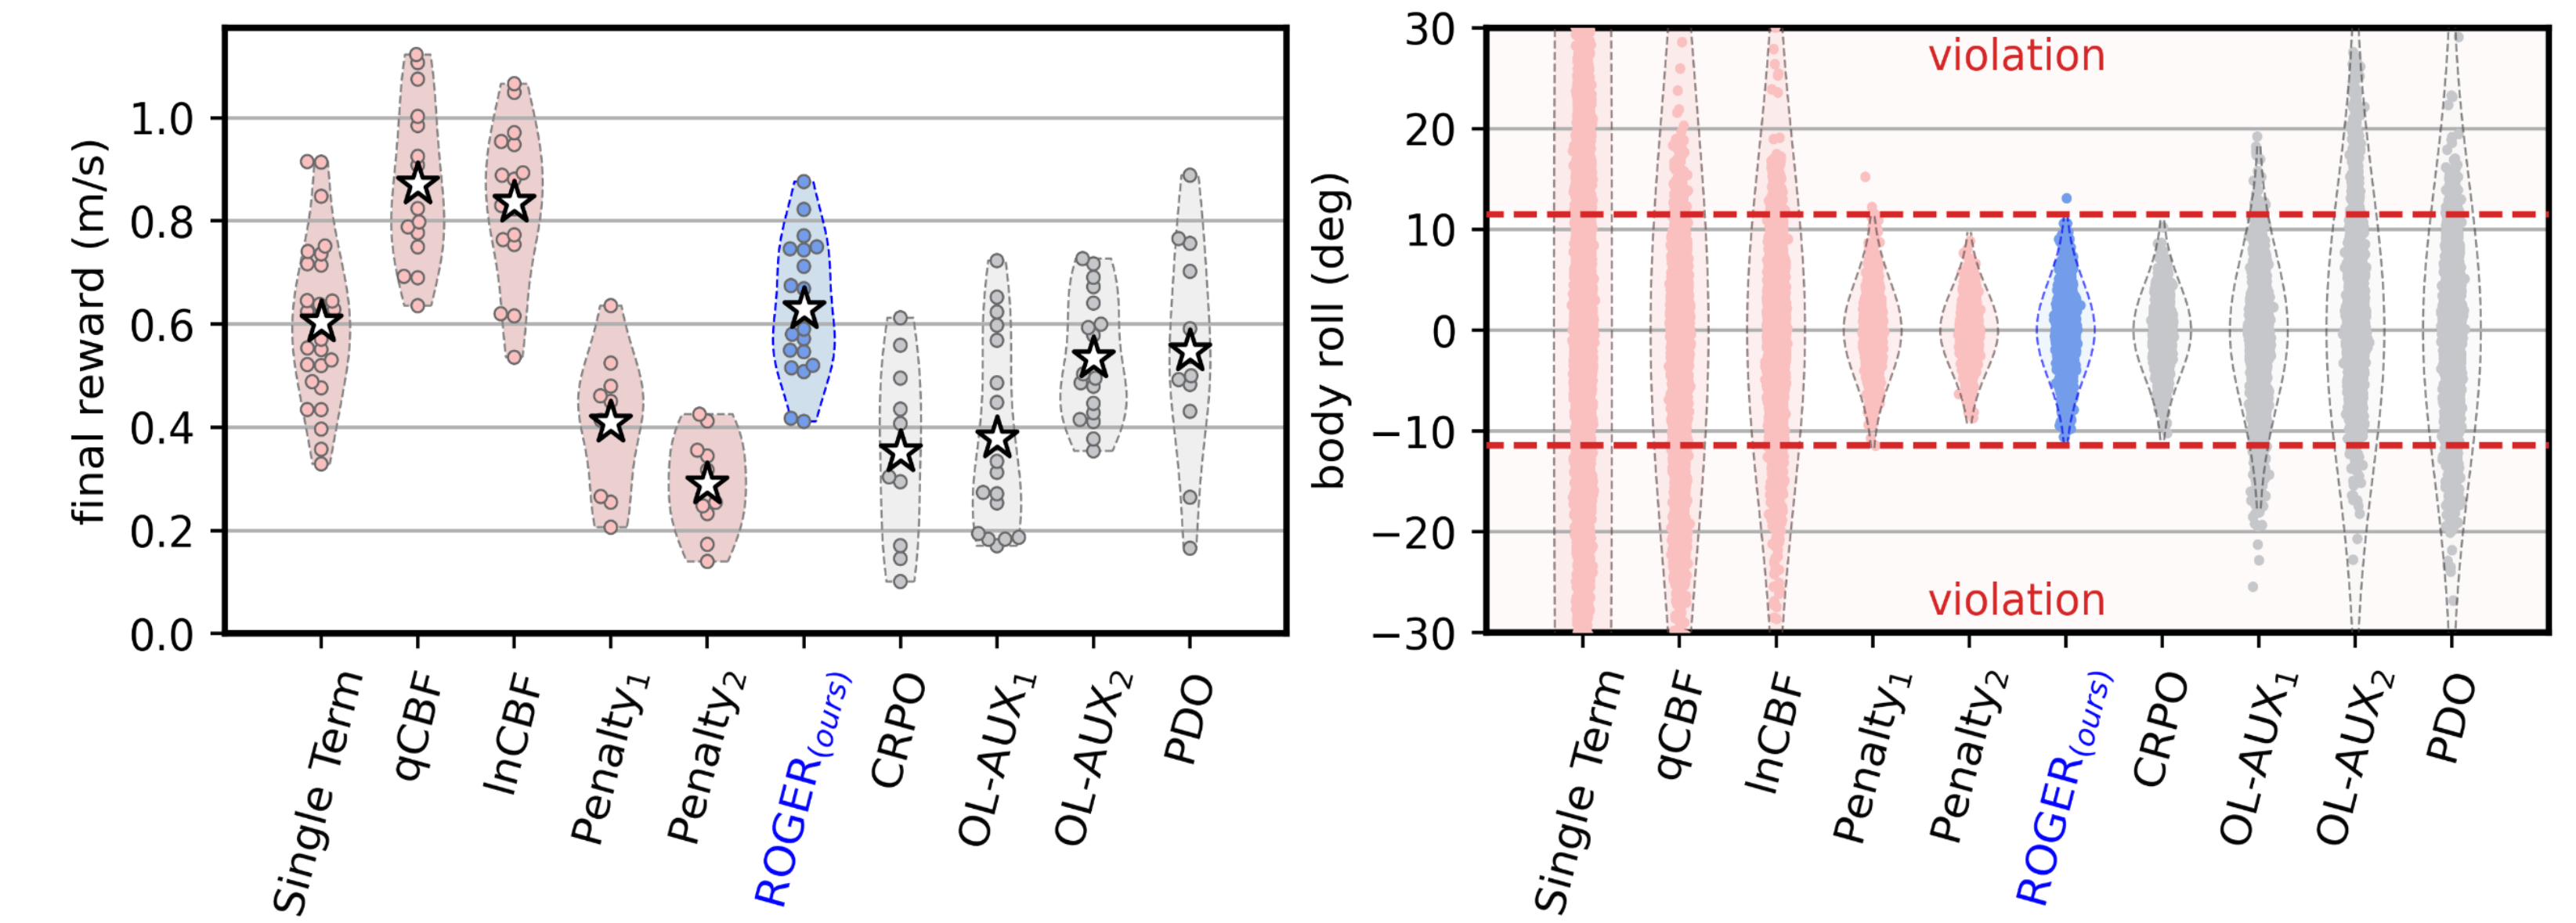 final reward (m/s)
1.0
0.8
0.6
0.4
0.2
0.0
Single Term
qCBF
lnCBF
Penalty₁
Penalty₂
ROGER(ours)
CRPO
OL-AUX₁
OL-AUX₂
PDO
body roll (deg)
30
20
10
0
−10
−20
−30
violation
violation
Single Term
qCBF
lnCBF
Penalty₁
Penalty₂
ROGER(ours)
CRPO
OL-AUX₁
OL-AUX₂
PDO